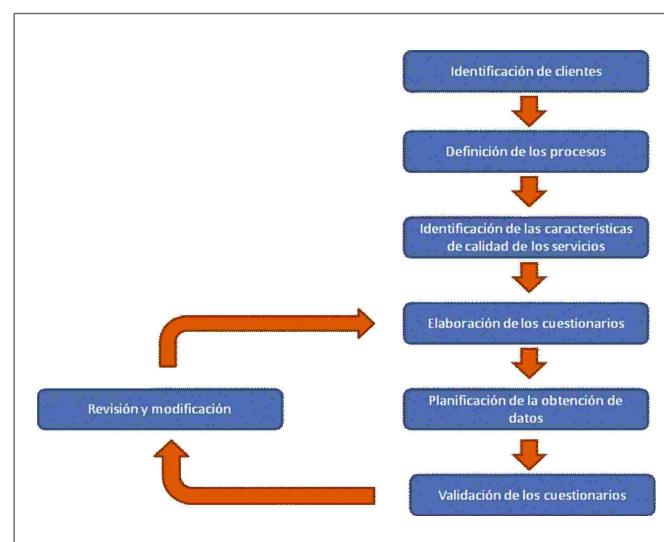 Identificación de clientes
Definición de los procesos
Identificación de las características
de calidad de los servicios
Elaboración de los cuestionarios
Revisión y modificación
Planificación de la obtención de
datos
Validación de los cuestionarios